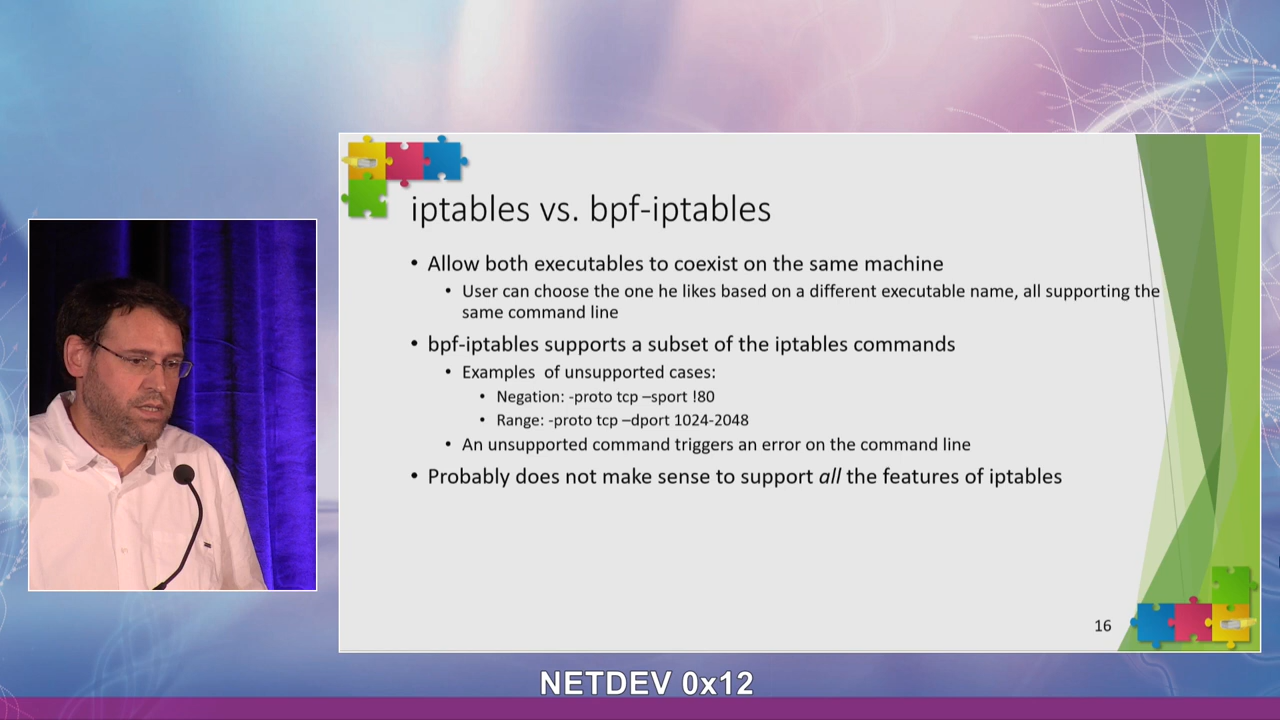 iptables vs. bpf-iptables
• Allow both executables to coexist on the same machine
• User can choose the one he likes based on a different executable name, all supporting the
same command line
• bpf-iptables supports a subset of the iptables commands
• Examples  of unsupported cases:
• Negation: -proto tcp –sport !80
• Range: -proto tcp –dport 1024-2048
• An unsupported command triggers an error on the command line
• Probably does not make sense to support all the features of iptables
16
NETDEV 0x12